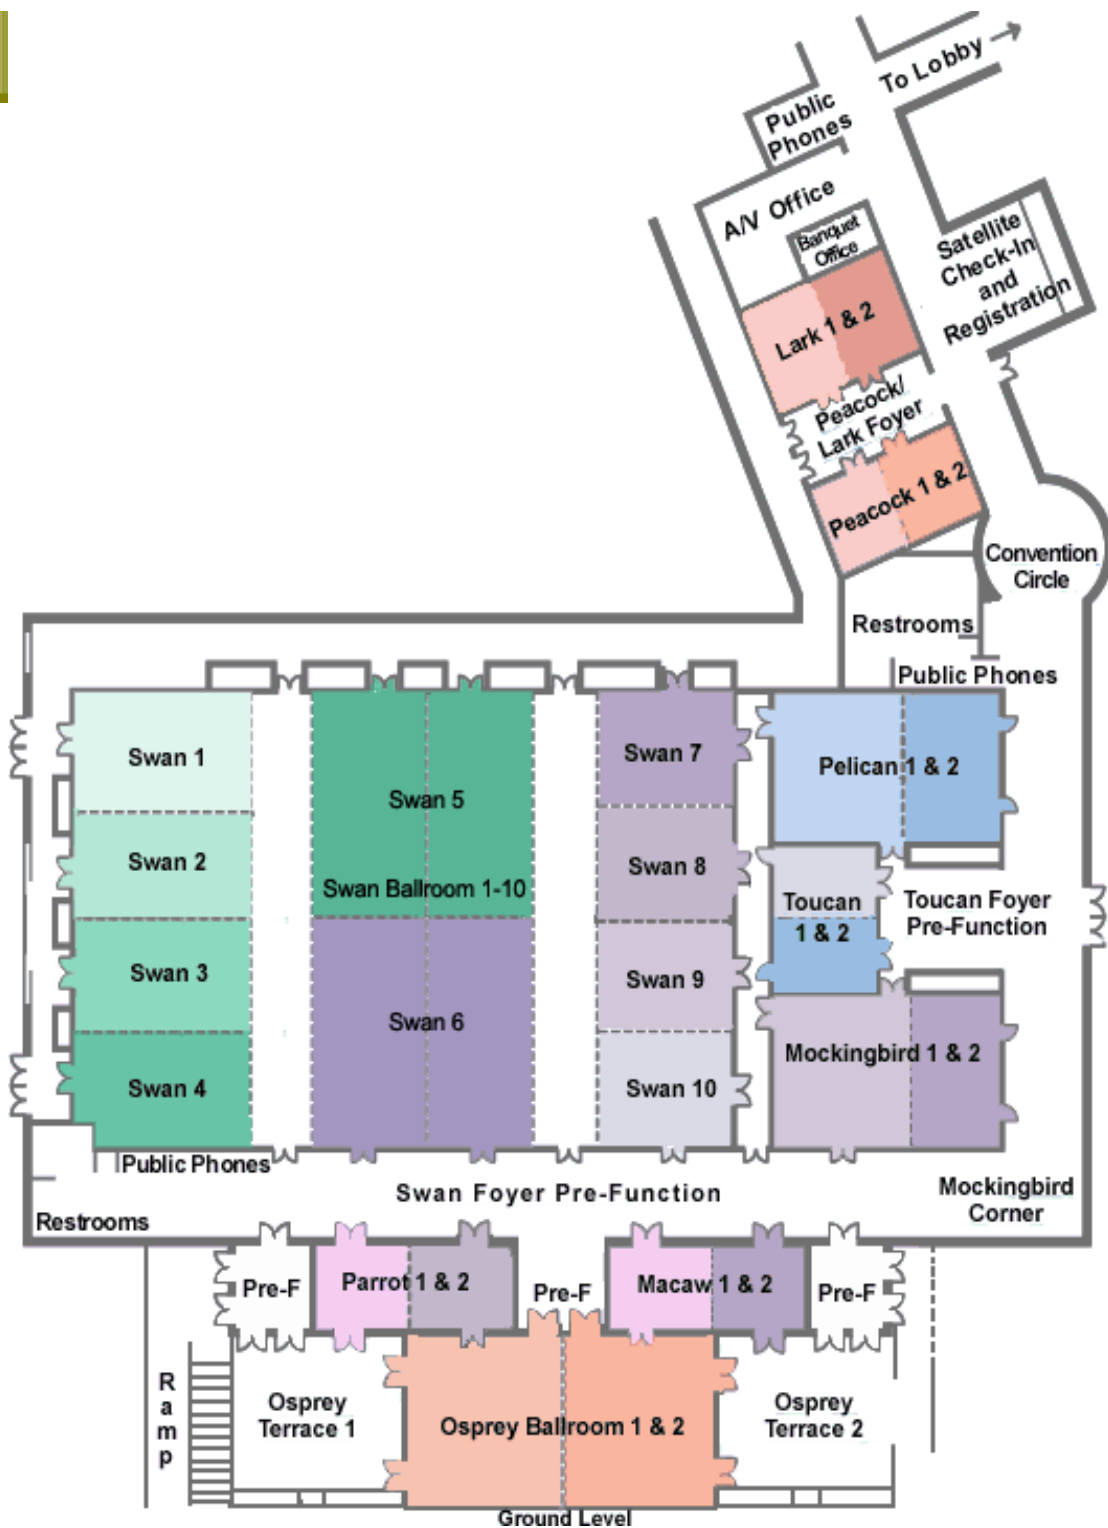 To Lobby
Public
Phones
A/V Office
Banquet
Office
Satellite
Check-In
and
Registration
Lark 1 & 2
Peacock/
Lark Foyer
Peacock 1 & 2
Convention
Circle
Restrooms
Public Phones
Swan 1
Swan 5
Swan 7
Pelican 1 & 2
Swan 2
Swan 8
Swan Ballroom 1-10
Toucan
1 & 2
Toucan Foyer
Pre-Function
Swan 3
Swan 9
Swan 6
Swan 4
Swan 10
Mockingbird 1 & 2
Public Phones
Swan Foyer Pre-Function
Mockingbird
Corner
Restrooms
Pre-F
Parrot 1 & 2
Pre-F
Macaw 1 & 2
Pre-F
Ramp
Osprey
Terrace 1
Osprey Ballroom 1 & 2
Osprey
Terrace 2
Ground Level